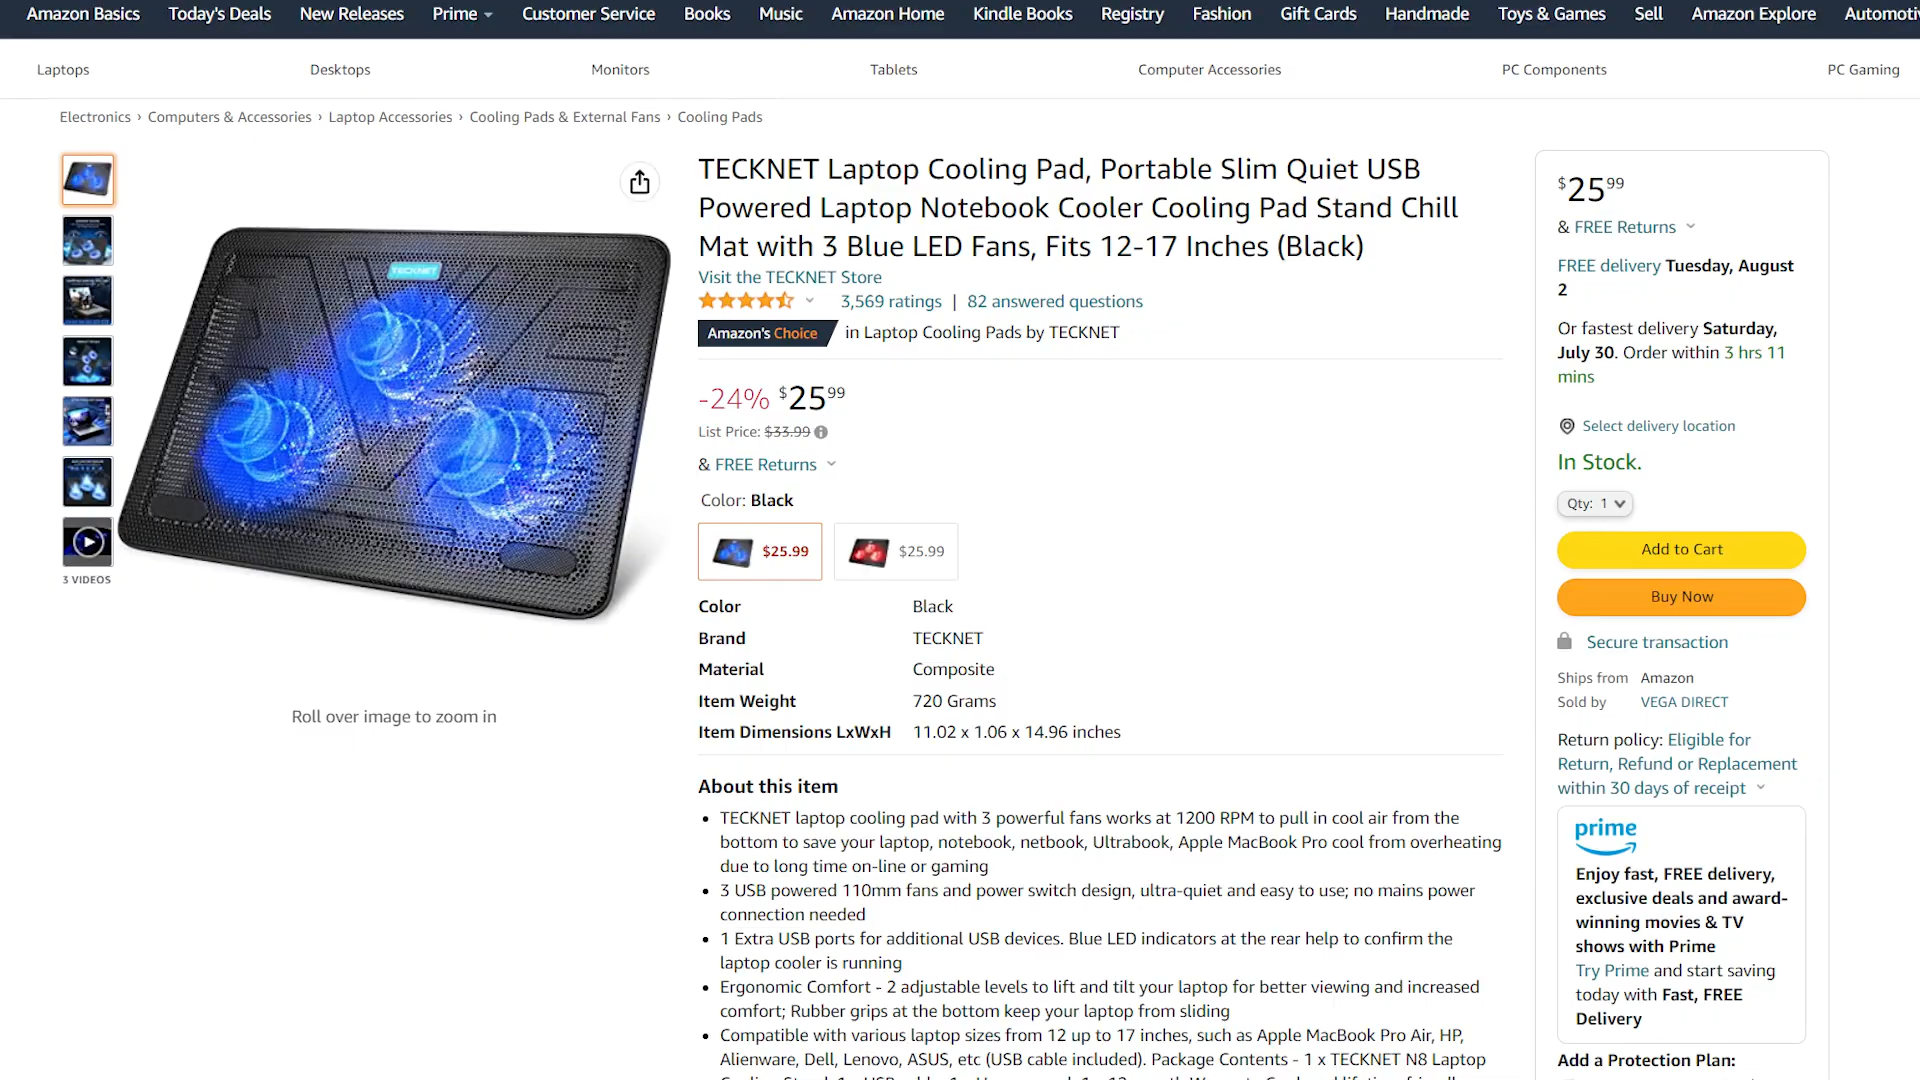 Amazon Basics Today's Deals New Releases Prime Customer Service Books Music Amazon Home Kindle Books Registry Fashion Gift Cards Handmade Toys & Games Sell Amazon Explore Automoti
Laptops Desktops Monitors Tablets Computer Accessories PC Components PC Gaming
Electronics › Computers & Accessories › Laptop Accessories › Cooling Pads & External Fans › Cooling Pads
TECKNET
3 VIDEOS
Roll over image to zoom in
TECKNET Laptop Cooling Pad, Portable Slim Quiet USB
Powered Laptop Notebook Cooler Cooling Pad Stand Chill
Mat with 3 Blue LED Fans, Fits 12-17 Inches (Black)
Visit the TECKNET Store
3,569 ratings | 82 answered questions
Amazon's Choice in Laptop Cooling Pads by TECKNET
-24% $25 99
List Price: $33.99
& FREE Returns
Color: Black
$25.99 $25.99
Color Black
Brand TECKNET
Material Composite
Item Weight 720 Grams
Item Dimensions LxWxH 11.02 x 1.06 x 14.96 inches
About this item
• TECKNET laptop cooling pad with 3 powerful fans works at 1200 RPM to pull in cool air from the
bottom to save your laptop, notebook, netbook, Ultrabook, Apple MacBook Pro cool from overheating
due to long time on-line or gaming
• 3 USB powered 110mm fans and power switch design, ultra-quiet and easy to use; no mains power
connection needed
• 1 Extra USB ports for additional USB devices. Blue LED indicators at the rear help to confirm the
laptop cooler is running
• Ergonomic Comfort - 2 adjustable levels to lift and tilt your laptop for better viewing and increased
comfort; Rubber grips at the bottom keep your laptop from sliding
• Compatible with various laptop sizes from 12 up to 17 inches, such as Apple MacBook Pro Air, HP,
Alienware, Dell, Lenovo, ASUS, etc (USB cable included). Package Contents - 1 x TECKNET N8 Laptop
$25 99
& FREE Returns
FREE delivery Tuesday, August
2
Or fastest delivery Saturday,
July 30. Order within 3 hrs 11
mins
Select delivery location
In Stock.
Qty: 1
Add to Cart
Buy Now
Secure transaction
Ships from Amazon
Sold by VEGA DIRECT
Return policy: Eligible for
Return, Refund or Replacement
within 30 days of receipt
prime
Enjoy fast, FREE delivery,
exclusive deals and award-
winning movies & TV
shows with Prime
Try Prime and start saving
today with Fast, FREE
Delivery
Add a Protection Plan: